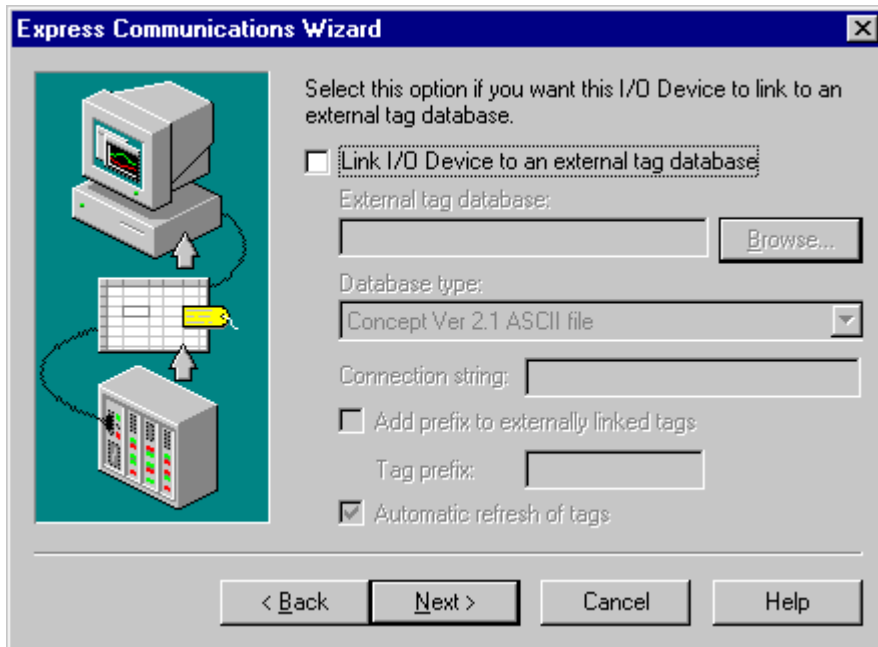 Express Communications Wizard
Select this option if you want this I/O Device to link to an
external tag database.
Link I/O Device to an external tag database
External tag database:
Browse...
Database type:
Concept Ver 2.1 ASCII file
Connection string:
Add prefix to externally linked tags
Tag prefix:
Automatic refresh of tags
< Back
Next >
Cancel
Help